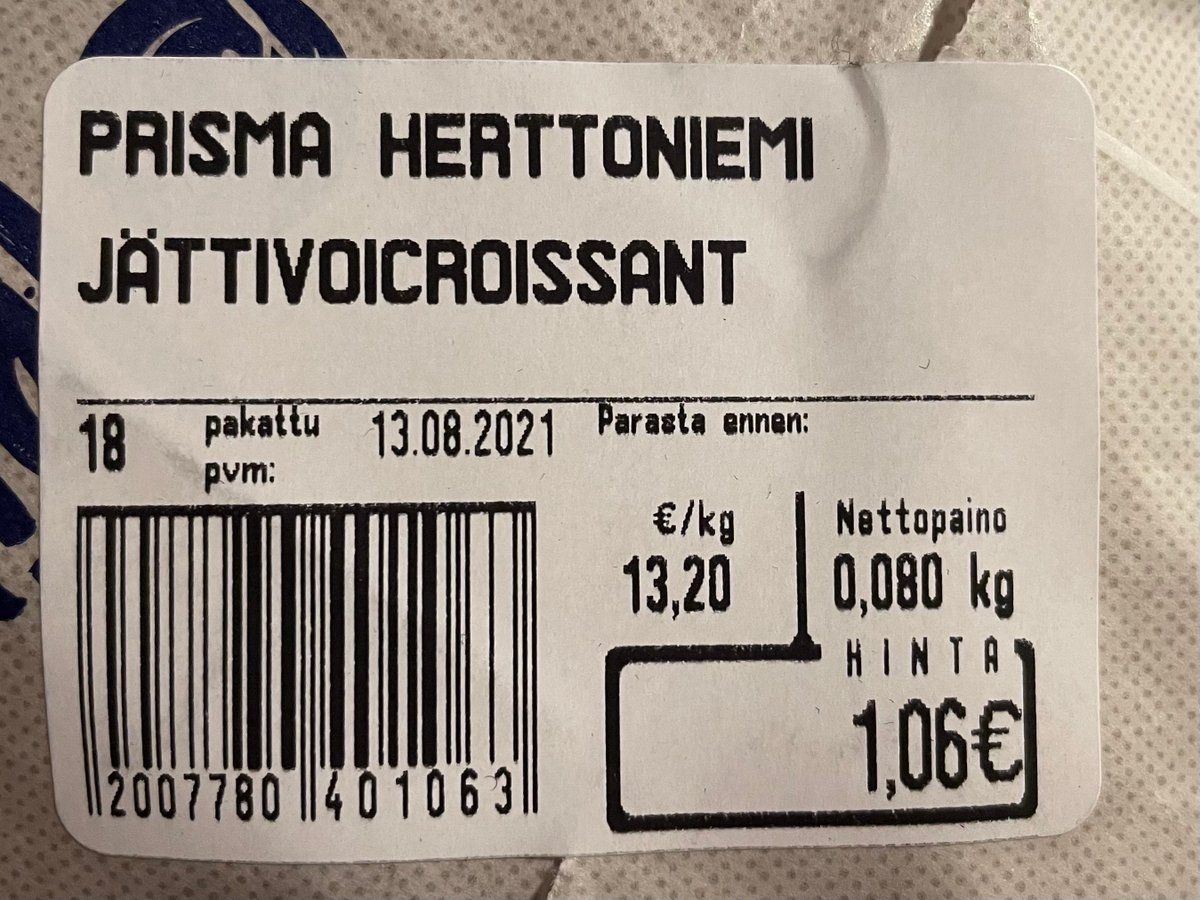 PRISMA HERTTONIEMI
JÄTTIVOICROISSANT
18 pakattu pvm: 13.08.2021 Parasta ennen:
€/kg Nettopaino
13,20 0,080 kg
HINTA
1,06€
2007780 401063